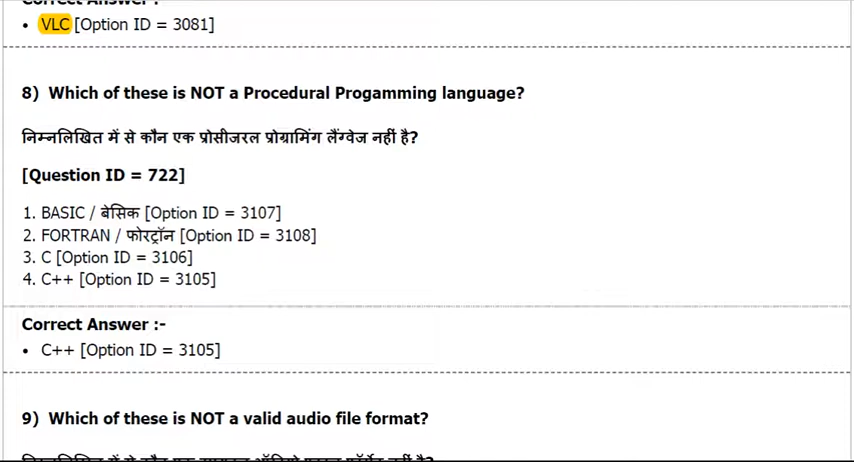 Correct Answer :-
• VLC [Option ID = 3081]
8) Which of these is NOT a Procedural Progamming language?
निम्नलिखित में से कौन एक प्रोसीजरल प्रोग्रामिंग लैंग्वेज नहीं है?
[Question ID = 722]
1. BASIC / बेसिक [Option ID = 3107]
2. FORTRAN / फोरट्रॉन [Option ID = 3108]
3. C [Option ID = 3106]
4. C++ [Option ID = 3105]
Correct Answer :-
• C++ [Option ID = 3105]
9) Which of these is NOT a valid audio file format?